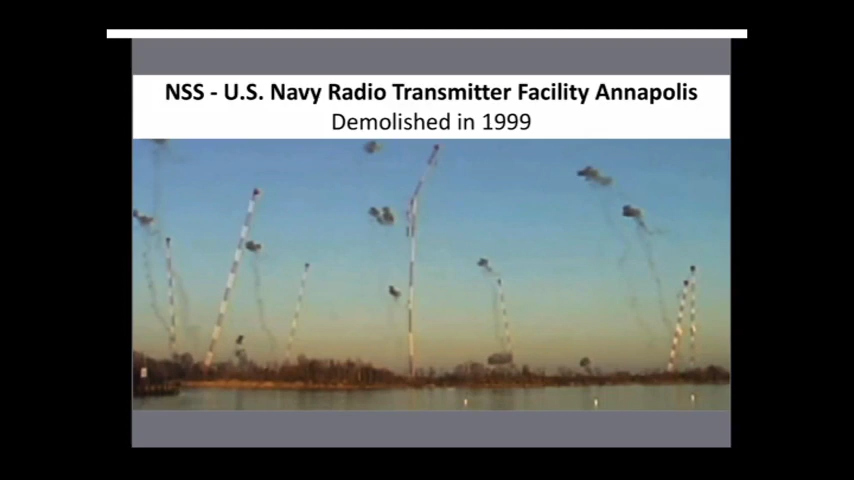 NSS - U.S. Navy Radio Transmitter Facility Annapolis
Demolished in 1999